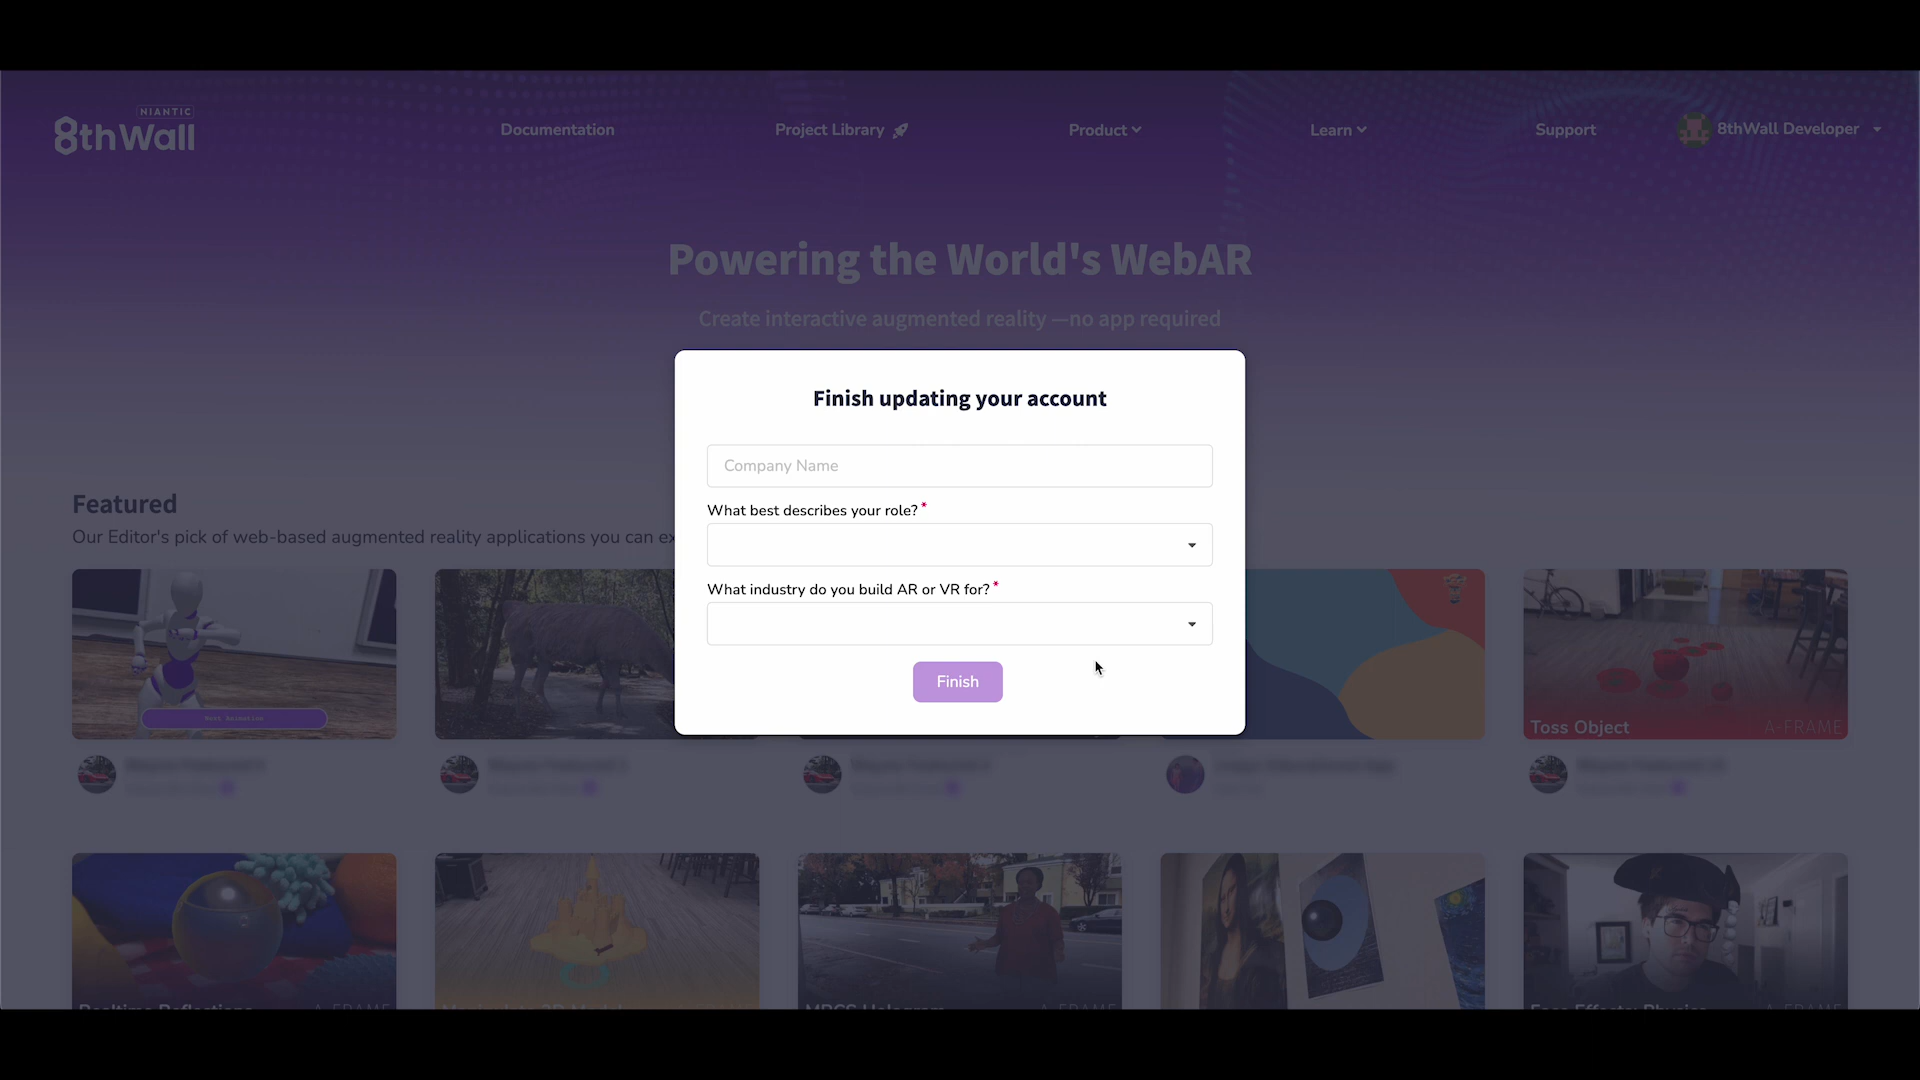 NIANTIC
8thWall
Documentation
Project Library
Product
Learn
Support
8thWall Developer
Powering the World's WebAR
Create interactive augmented reality —no app required
Finish updating your account
Company Name
What best describes your role? *
What industry do you build AR or VR for? *
Finish
Featured
Our Editor's pick of web-based augmented reality applications you can ex
Toss Object
A-FRAME